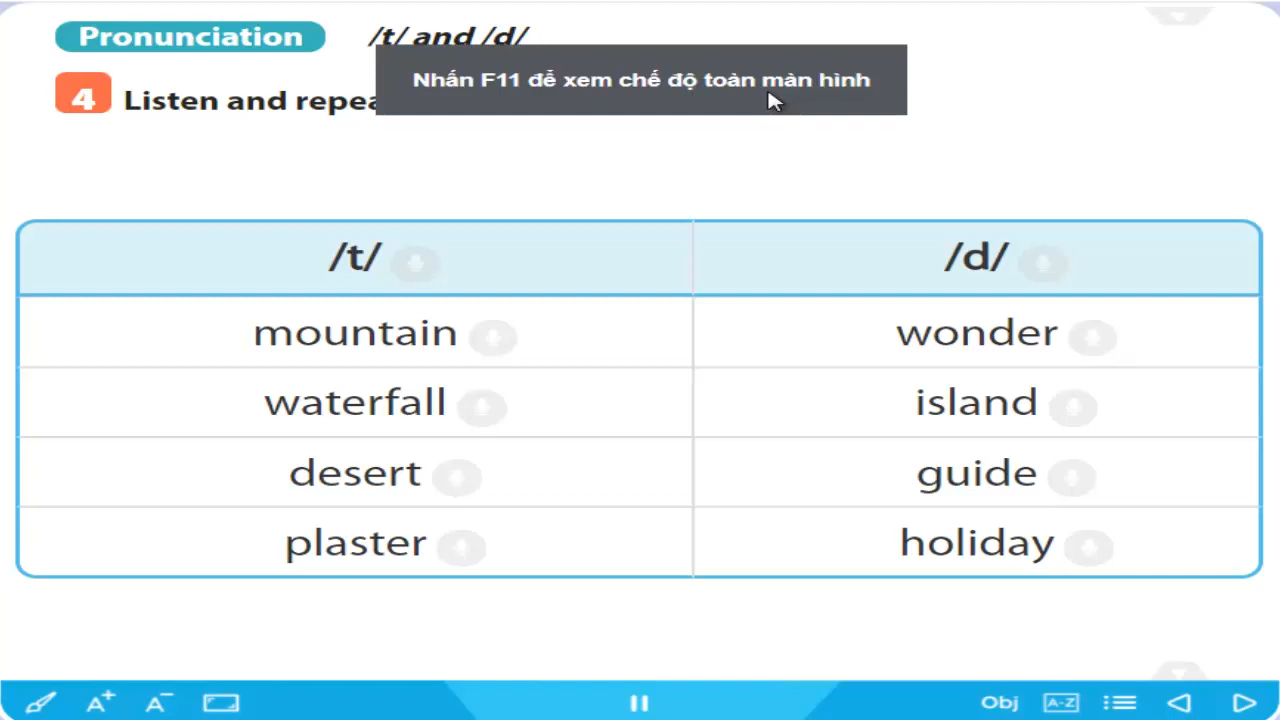 Pronunciation /t/ and /d/
Nhấn F11 để xem chế độ toàn màn hình
4 Listen and repea
/t/ /d/
mountain wonder
waterfall island
desert guide
plaster holiday
A+ A- Obj A-Z